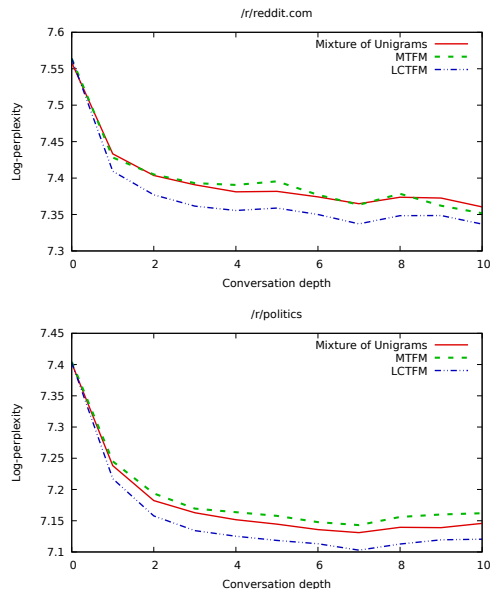 /r/reddit.com
7.6
7.55
7.5
7.45
7.4
7.35
7.3
Log-perplexity
Mixture of Unigrams
MTFM
LCTFM
0 2 4 6 8 10
Conversation depth
/r/politics
7.45
7.4
7.35
7.3
7.25
7.2
7.15
7.1
Log-perplexity
Mixture of Unigrams
MTFM
LCTFM
0 2 4 6 8 10
Conversation depth